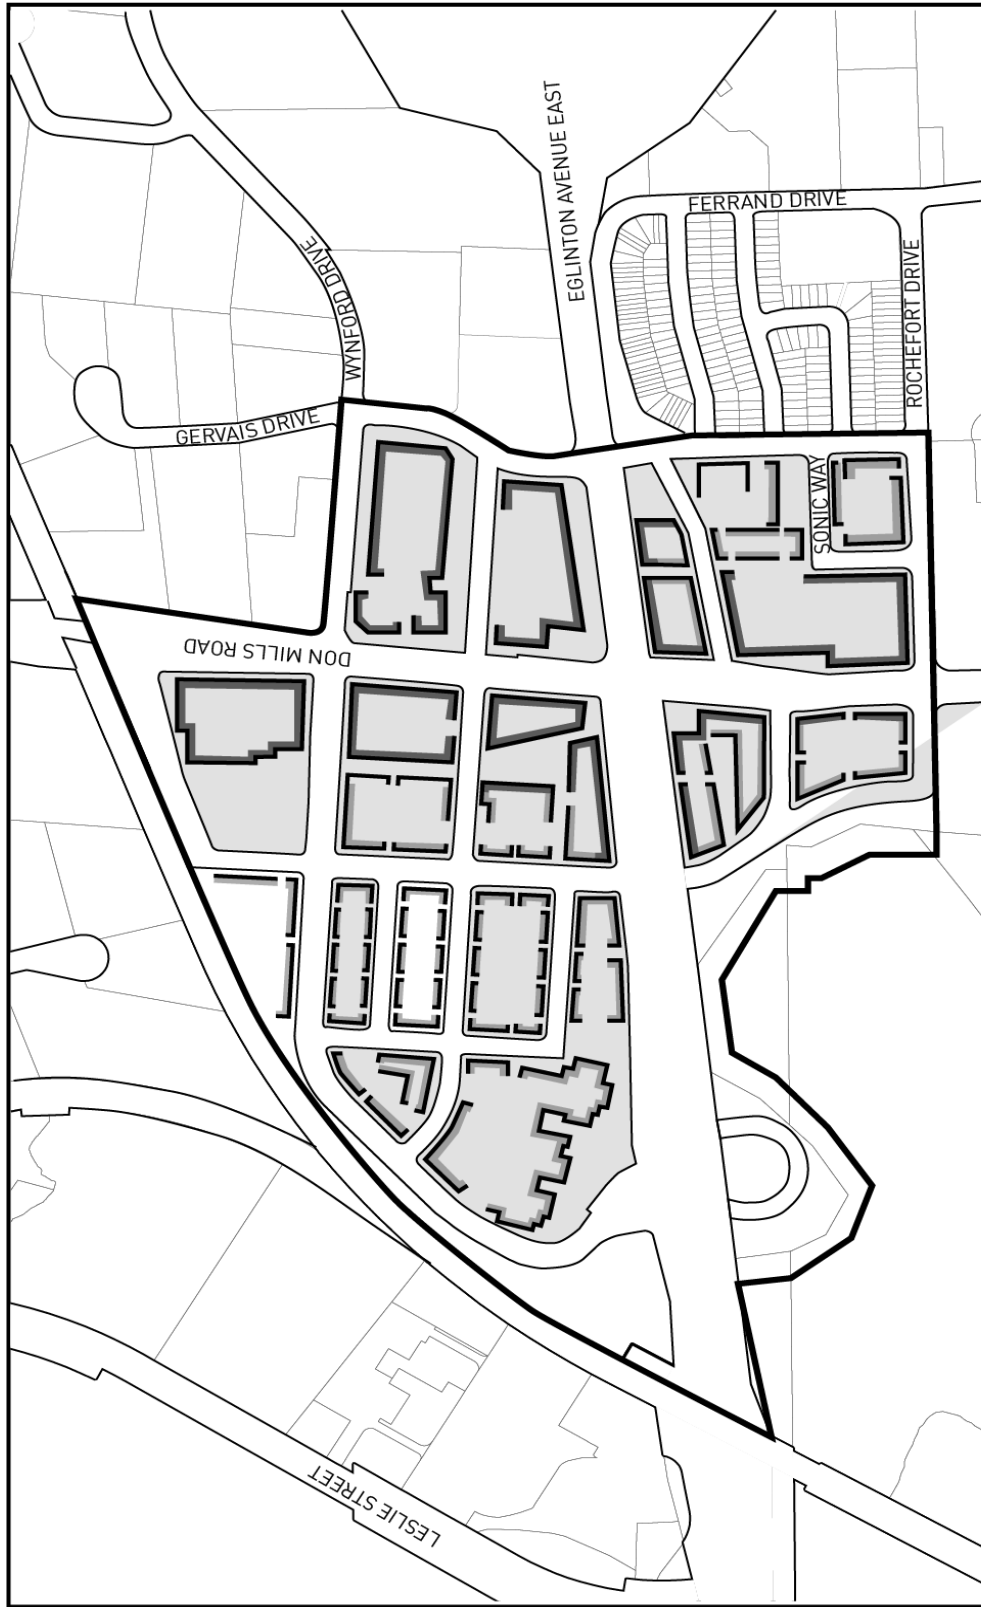 EGLINTON AVENUE EAST
FERRAND DRIVE
WYNFORD DRIVE
ROCHEFORT DRIVE
GERVAIS DRIVE
SONIC WAY
DON MILLS ROAD
LESLIE STREET